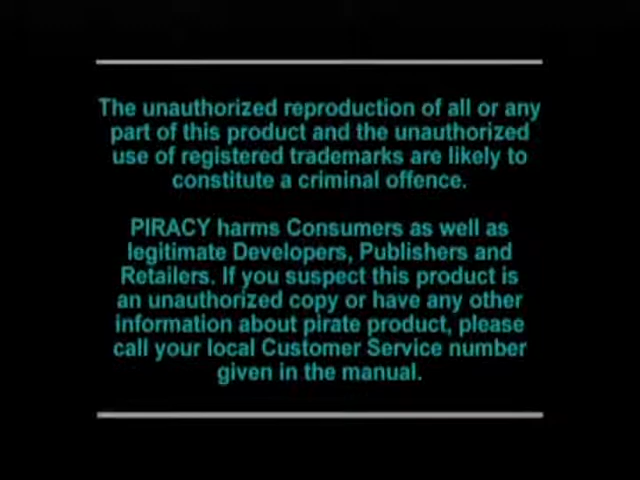 The unauthorized reproduction of all or any
part of this product and the unauthorized
use of registered trademarks are likely to
constitute a criminal offence.
PIRACY harms Consumers as well as
legitimate Developers, Publishers and
Retailers. If you suspect this product is
an unauthorized copy or have any other
information about pirate product, please
call your local Customer Service number
given in the manual.